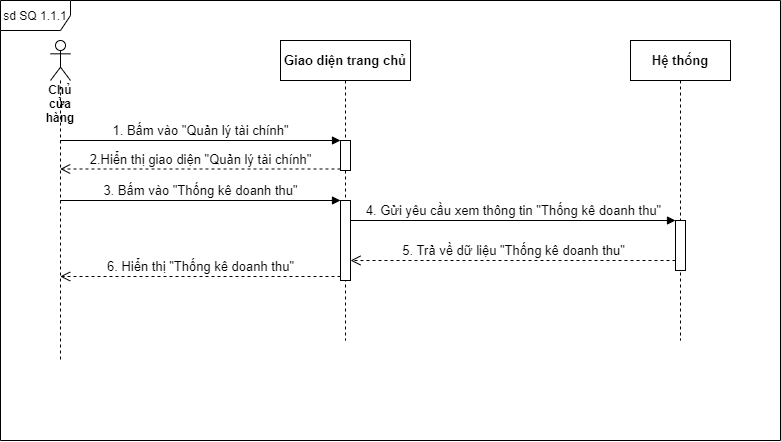 sd SQ 1.1.1
Chủ
cửa
hàng
Giao diện trang chủ
Hệ thống
1. Bấm vào "Quản lý tài chính"
2.Hiển thị giao diện "Quản lý tài chính"
3. Bấm vào "Thống kê doanh thu"
4. Gửi yêu cầu xem thông tin "Thống kê doanh thu"
5. Trả về dữ liệu "Thống kê doanh thu"
6. Hiển thị "Thống kê doanh thu"